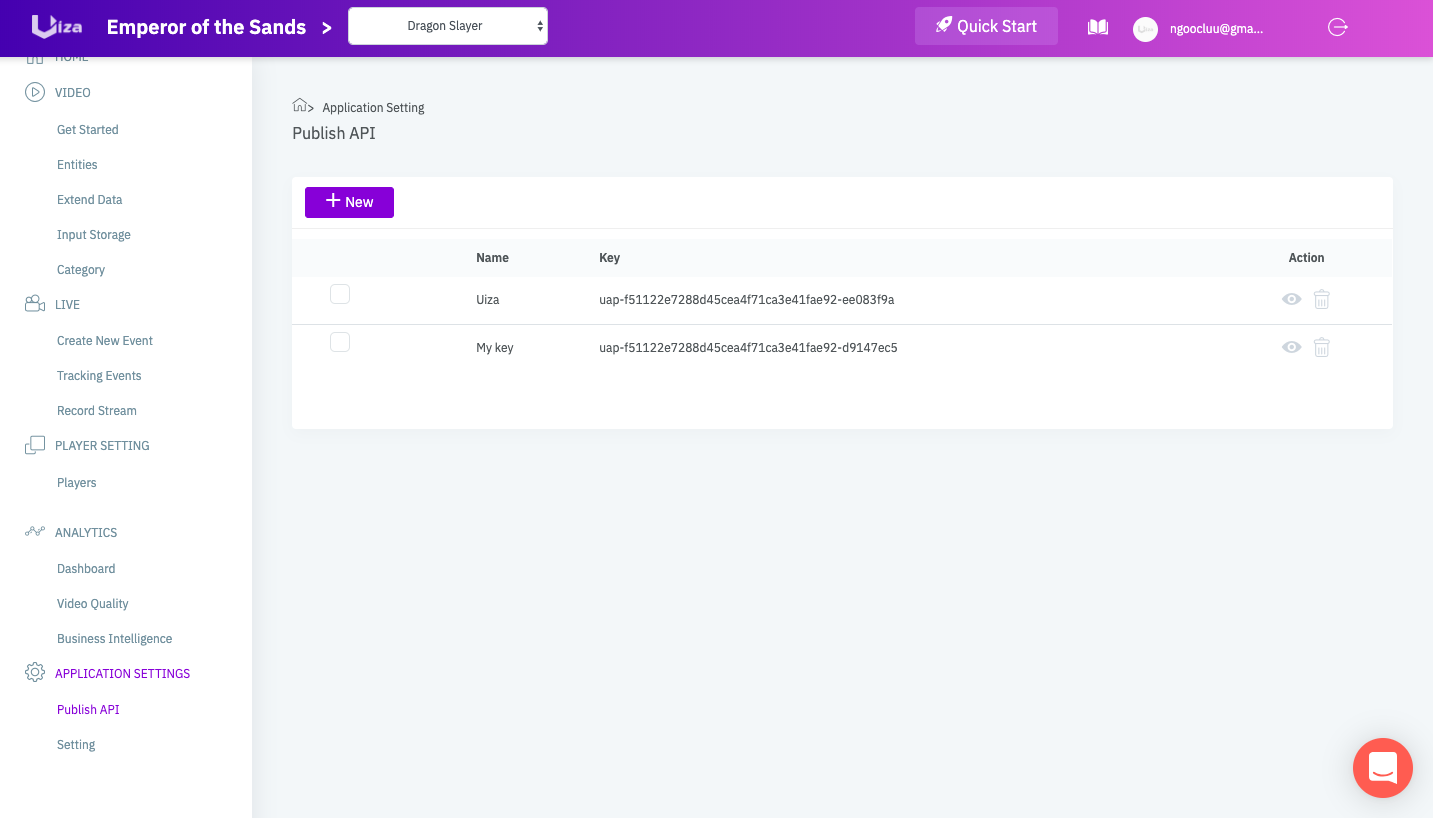 Uiza
Emperor of the Sands >
Dragon Slayer
Quick Start
ngoocluu@gma...
HOME
VIDEO
Get Started
Entities
Extend Data
Input Storage
Category
LIVE
Create New Event
Tracking Events
Record Stream
PLAYER SETTING
Players
ANALYTICS
Dashboard
Video Quality
Business Intelligence
APPLICATION SETTINGS
Publish API
Setting
> Application Setting
Publish API
+ New
Name Key Action
Uiza uap-f51122e7288d45cea4f71ca3e41fae92-ee083f9a
My key uap-f51122e7288d45cea4f71ca3e41fae92-d9147ec5